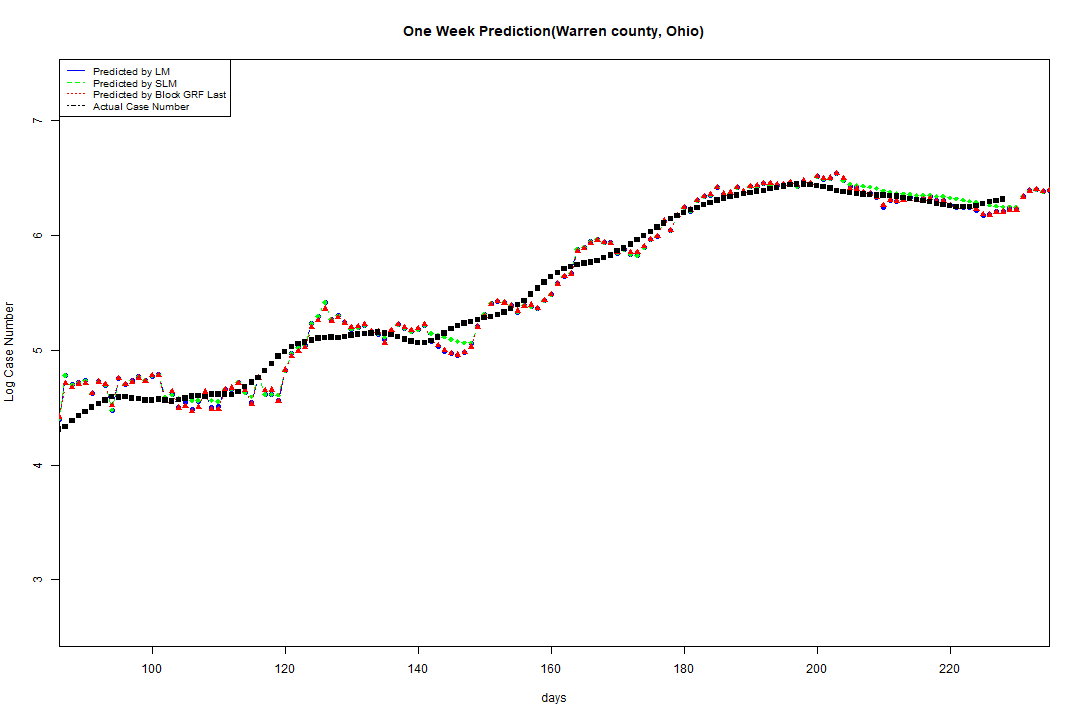 One Week Prediction(Warren county, Ohio)
Predicted by LM
Predicted by SLM
Predicted by Block GRF Last
Actual Case Number
Log Case Number
7
6
5
4
3
100 120 140 160 180 200 220
days